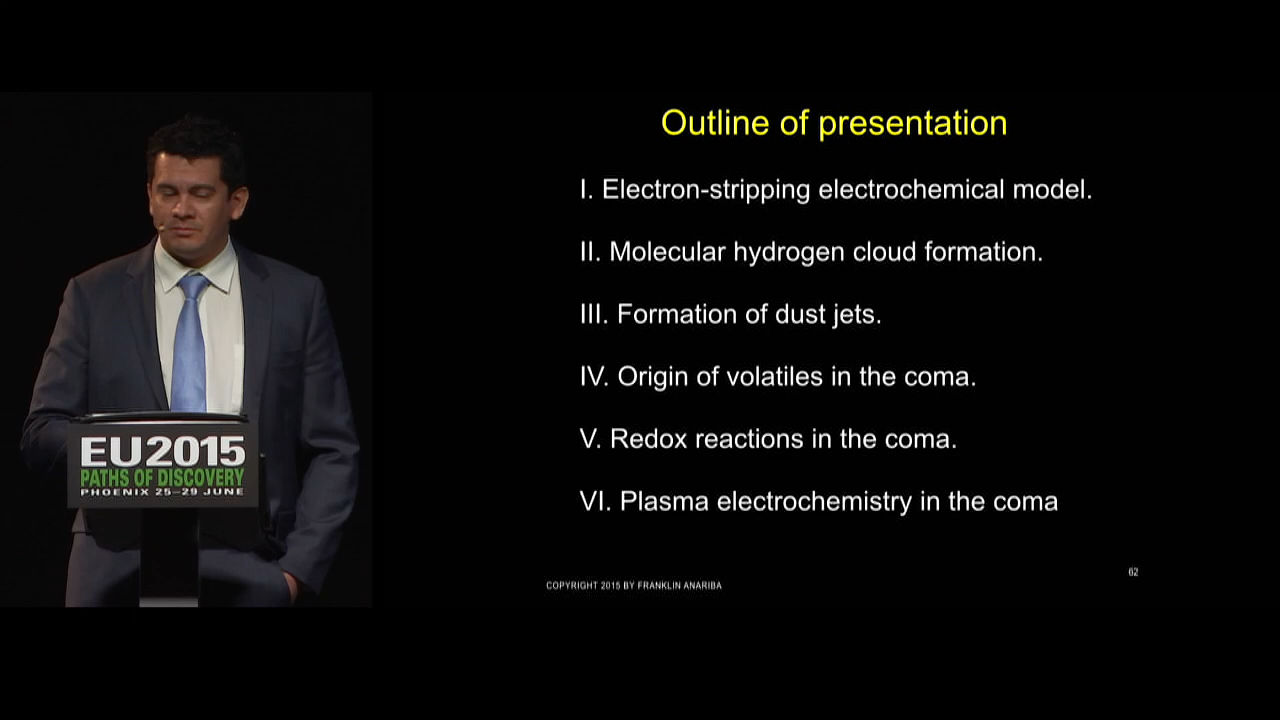 Outline of presentation
I. Electron-stripping electrochemical model.
II. Molecular hydrogen cloud formation.
III. Formation of dust jets.
IV. Origin of volatiles in the coma.
V. Redox reactions in the coma.
VI. Plasma electrochemistry in the coma
62
COPYRIGHT 2015 BY FRANKLIN ANARIBA
EU2015
PATHS OF DISCOVERY
PHOENIX 25–29 JUNE